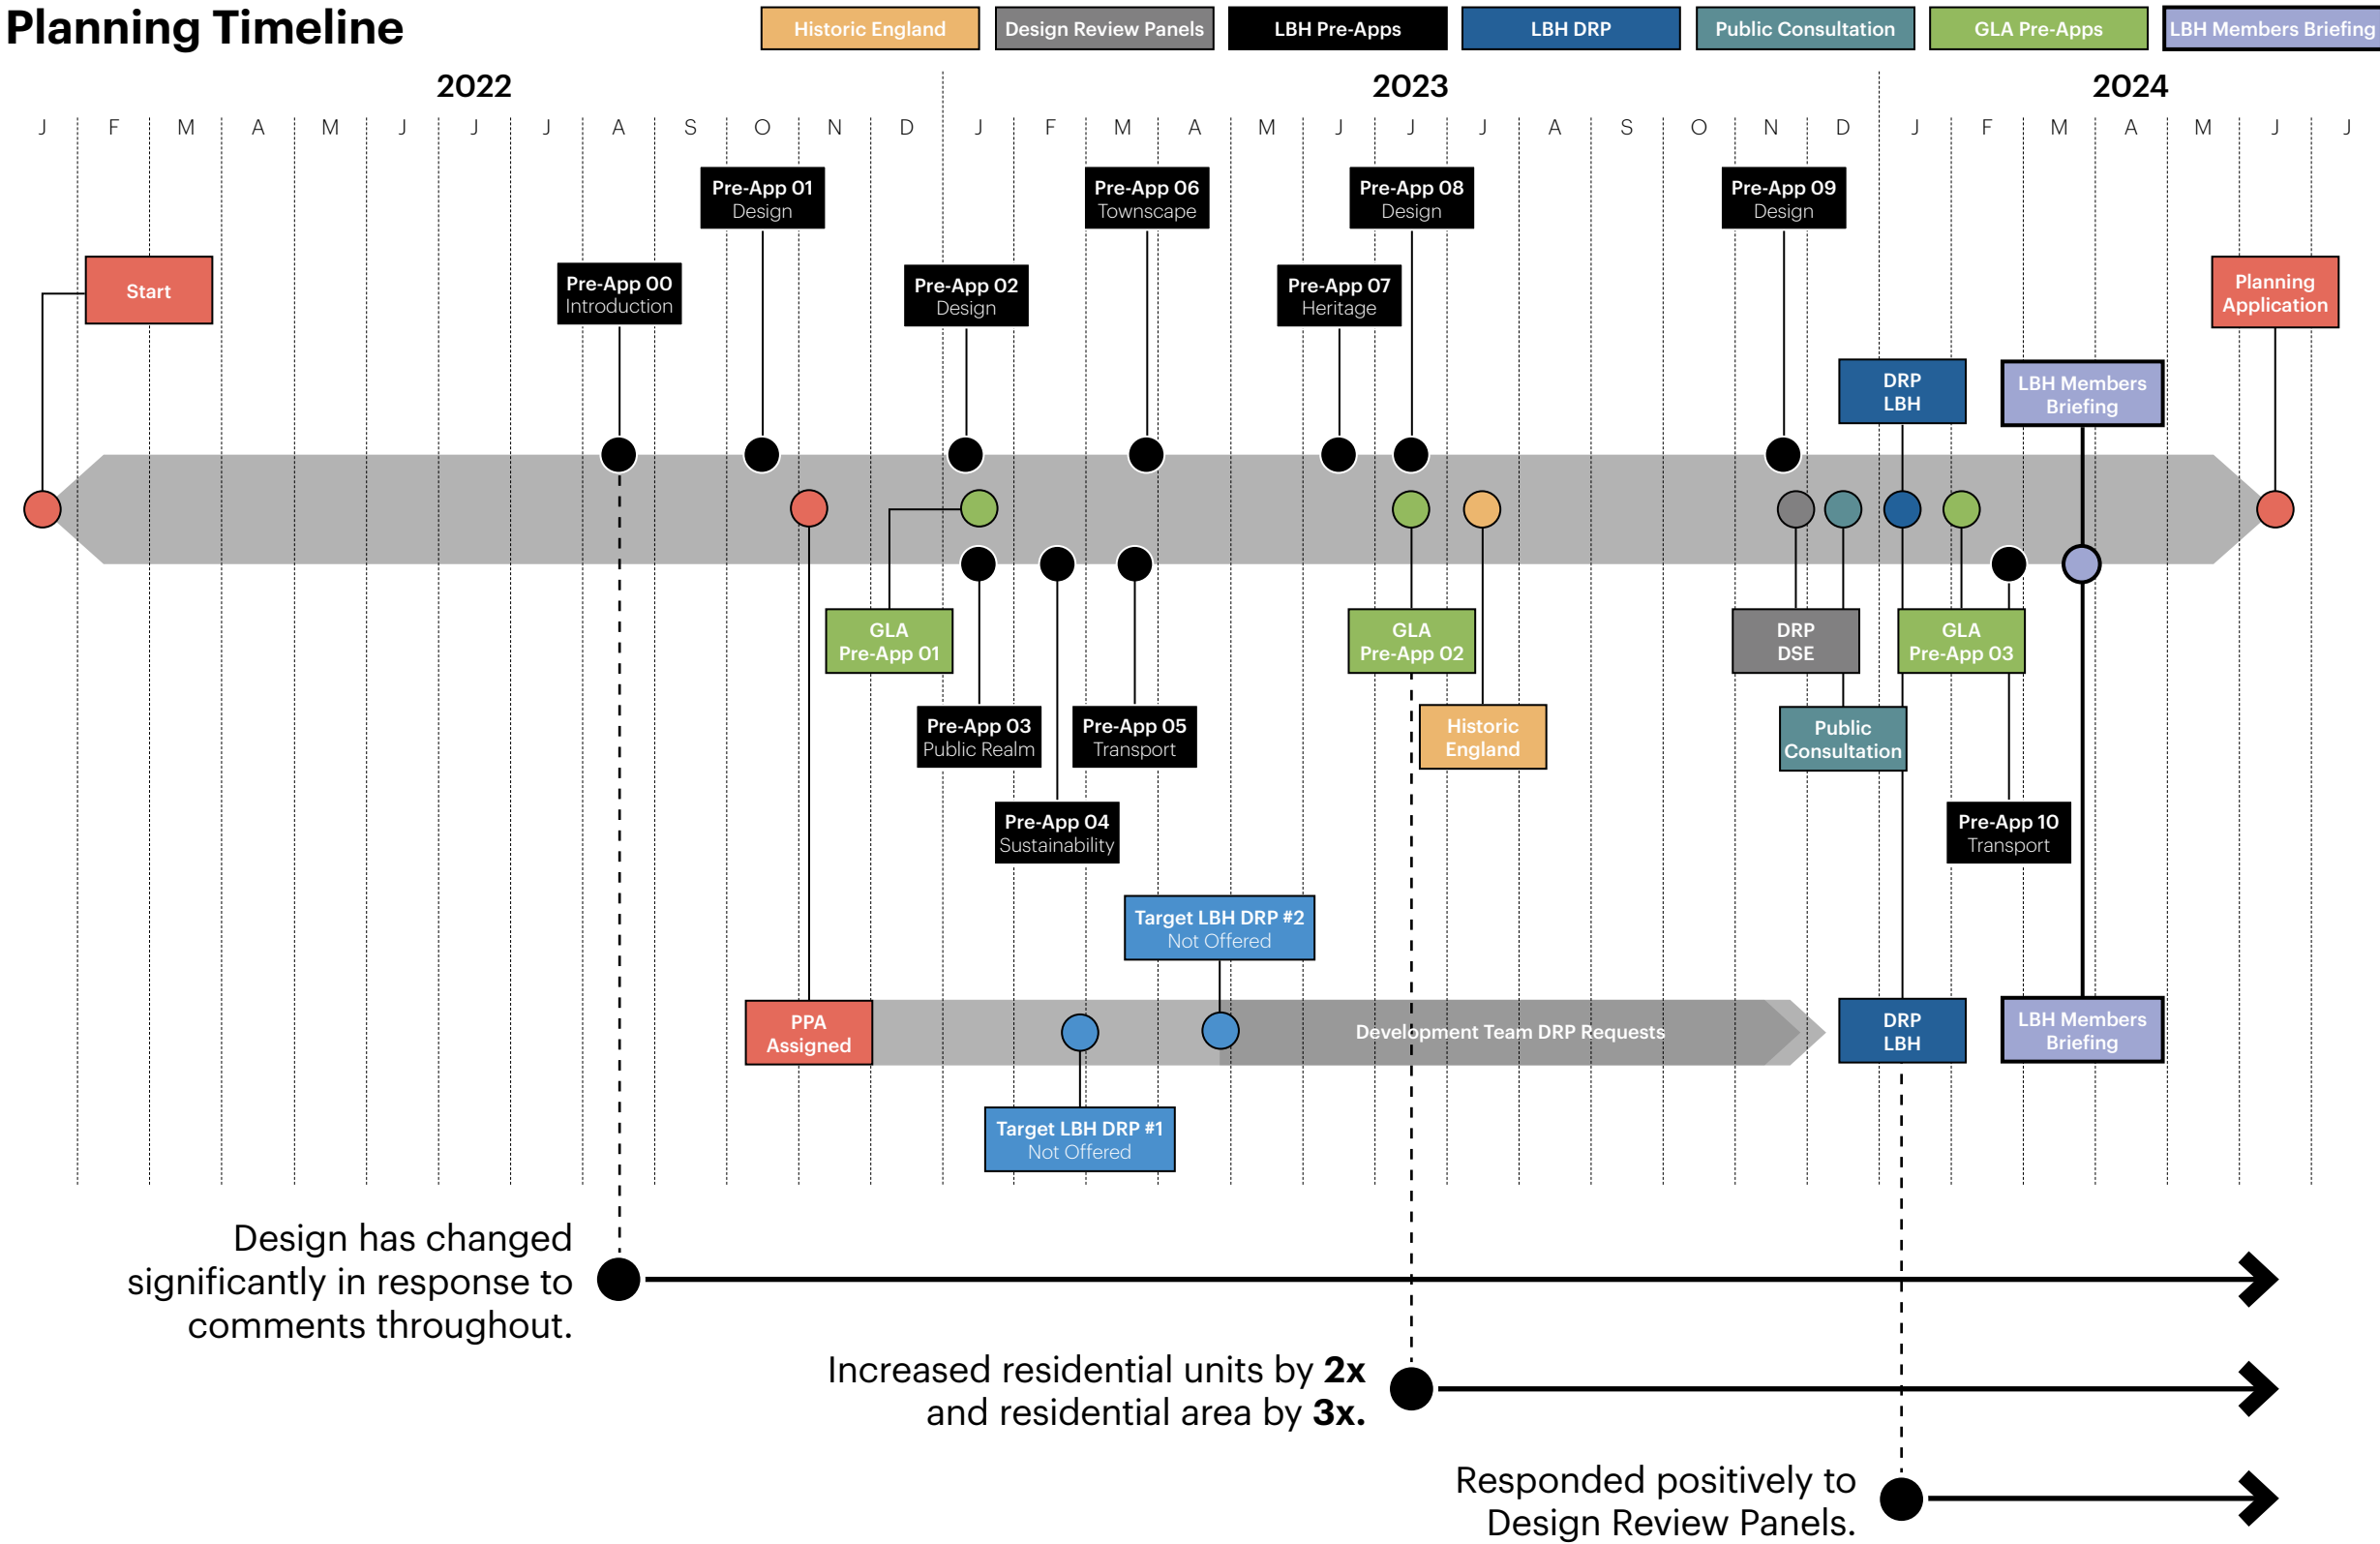 Planning Timeline
Historic England
Design Review Panels
LBH Pre-Apps
LBH DRP
Public Consultation
GLA Pre-Apps
LBH Members Briefing
2022
2023
2024
J F M A M J J J A S O N D J F M A M J J J A S O N D J F M A M J J
Pre-App 01
Design
Pre-App 06
Townscape
Pre-App 08
Design
Pre-App 09
Design
Start
Pre-App 00
Introduction
Pre-App 02
Design
Pre-App 07
Heritage
Planning
Application
DRP
LBH
LBH Members
Briefing
GLA
Pre-App 01
GLA
Pre-App 02
DRP
DSE
GLA
Pre-App 03
Pre-App 03
Public Realm
Pre-App 05
Transport
Historic
England
Public
Consultation
Pre-App 04
Sustainability
Pre-App 10
Transport
Target LBH DRP #2
Not Offered
PPA
Assigned
Development Team DRP Requests
DRP
LBH
LBH Members
Briefing
Target LBH DRP #1
Not Offered
Design has changed
significantly in response to
comments throughout.
Increased residential units by 2x
and residential area by 3x.
Responded positively to
Design Review Panels.